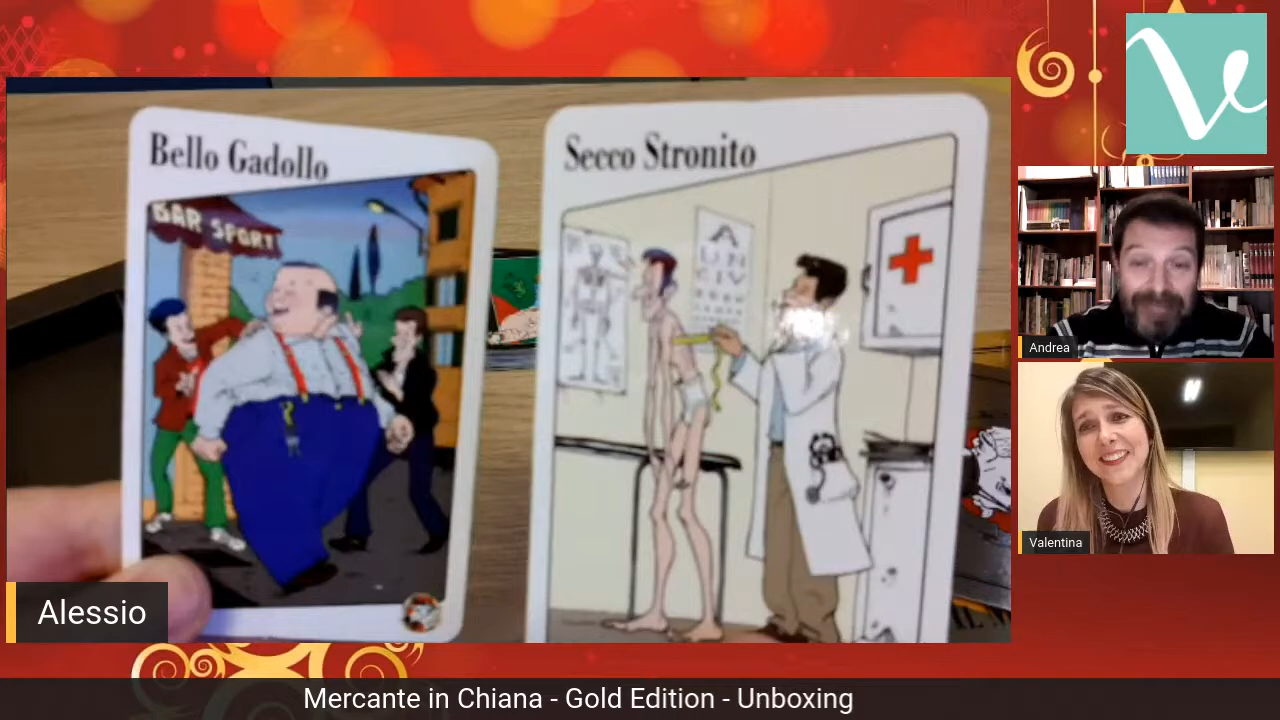 Bello Gadollo
Secco Stronito
BAR SPORT
A
Andrea
Valentina
Alessio
Mercante in Chiana - Gold Edition - Unboxing